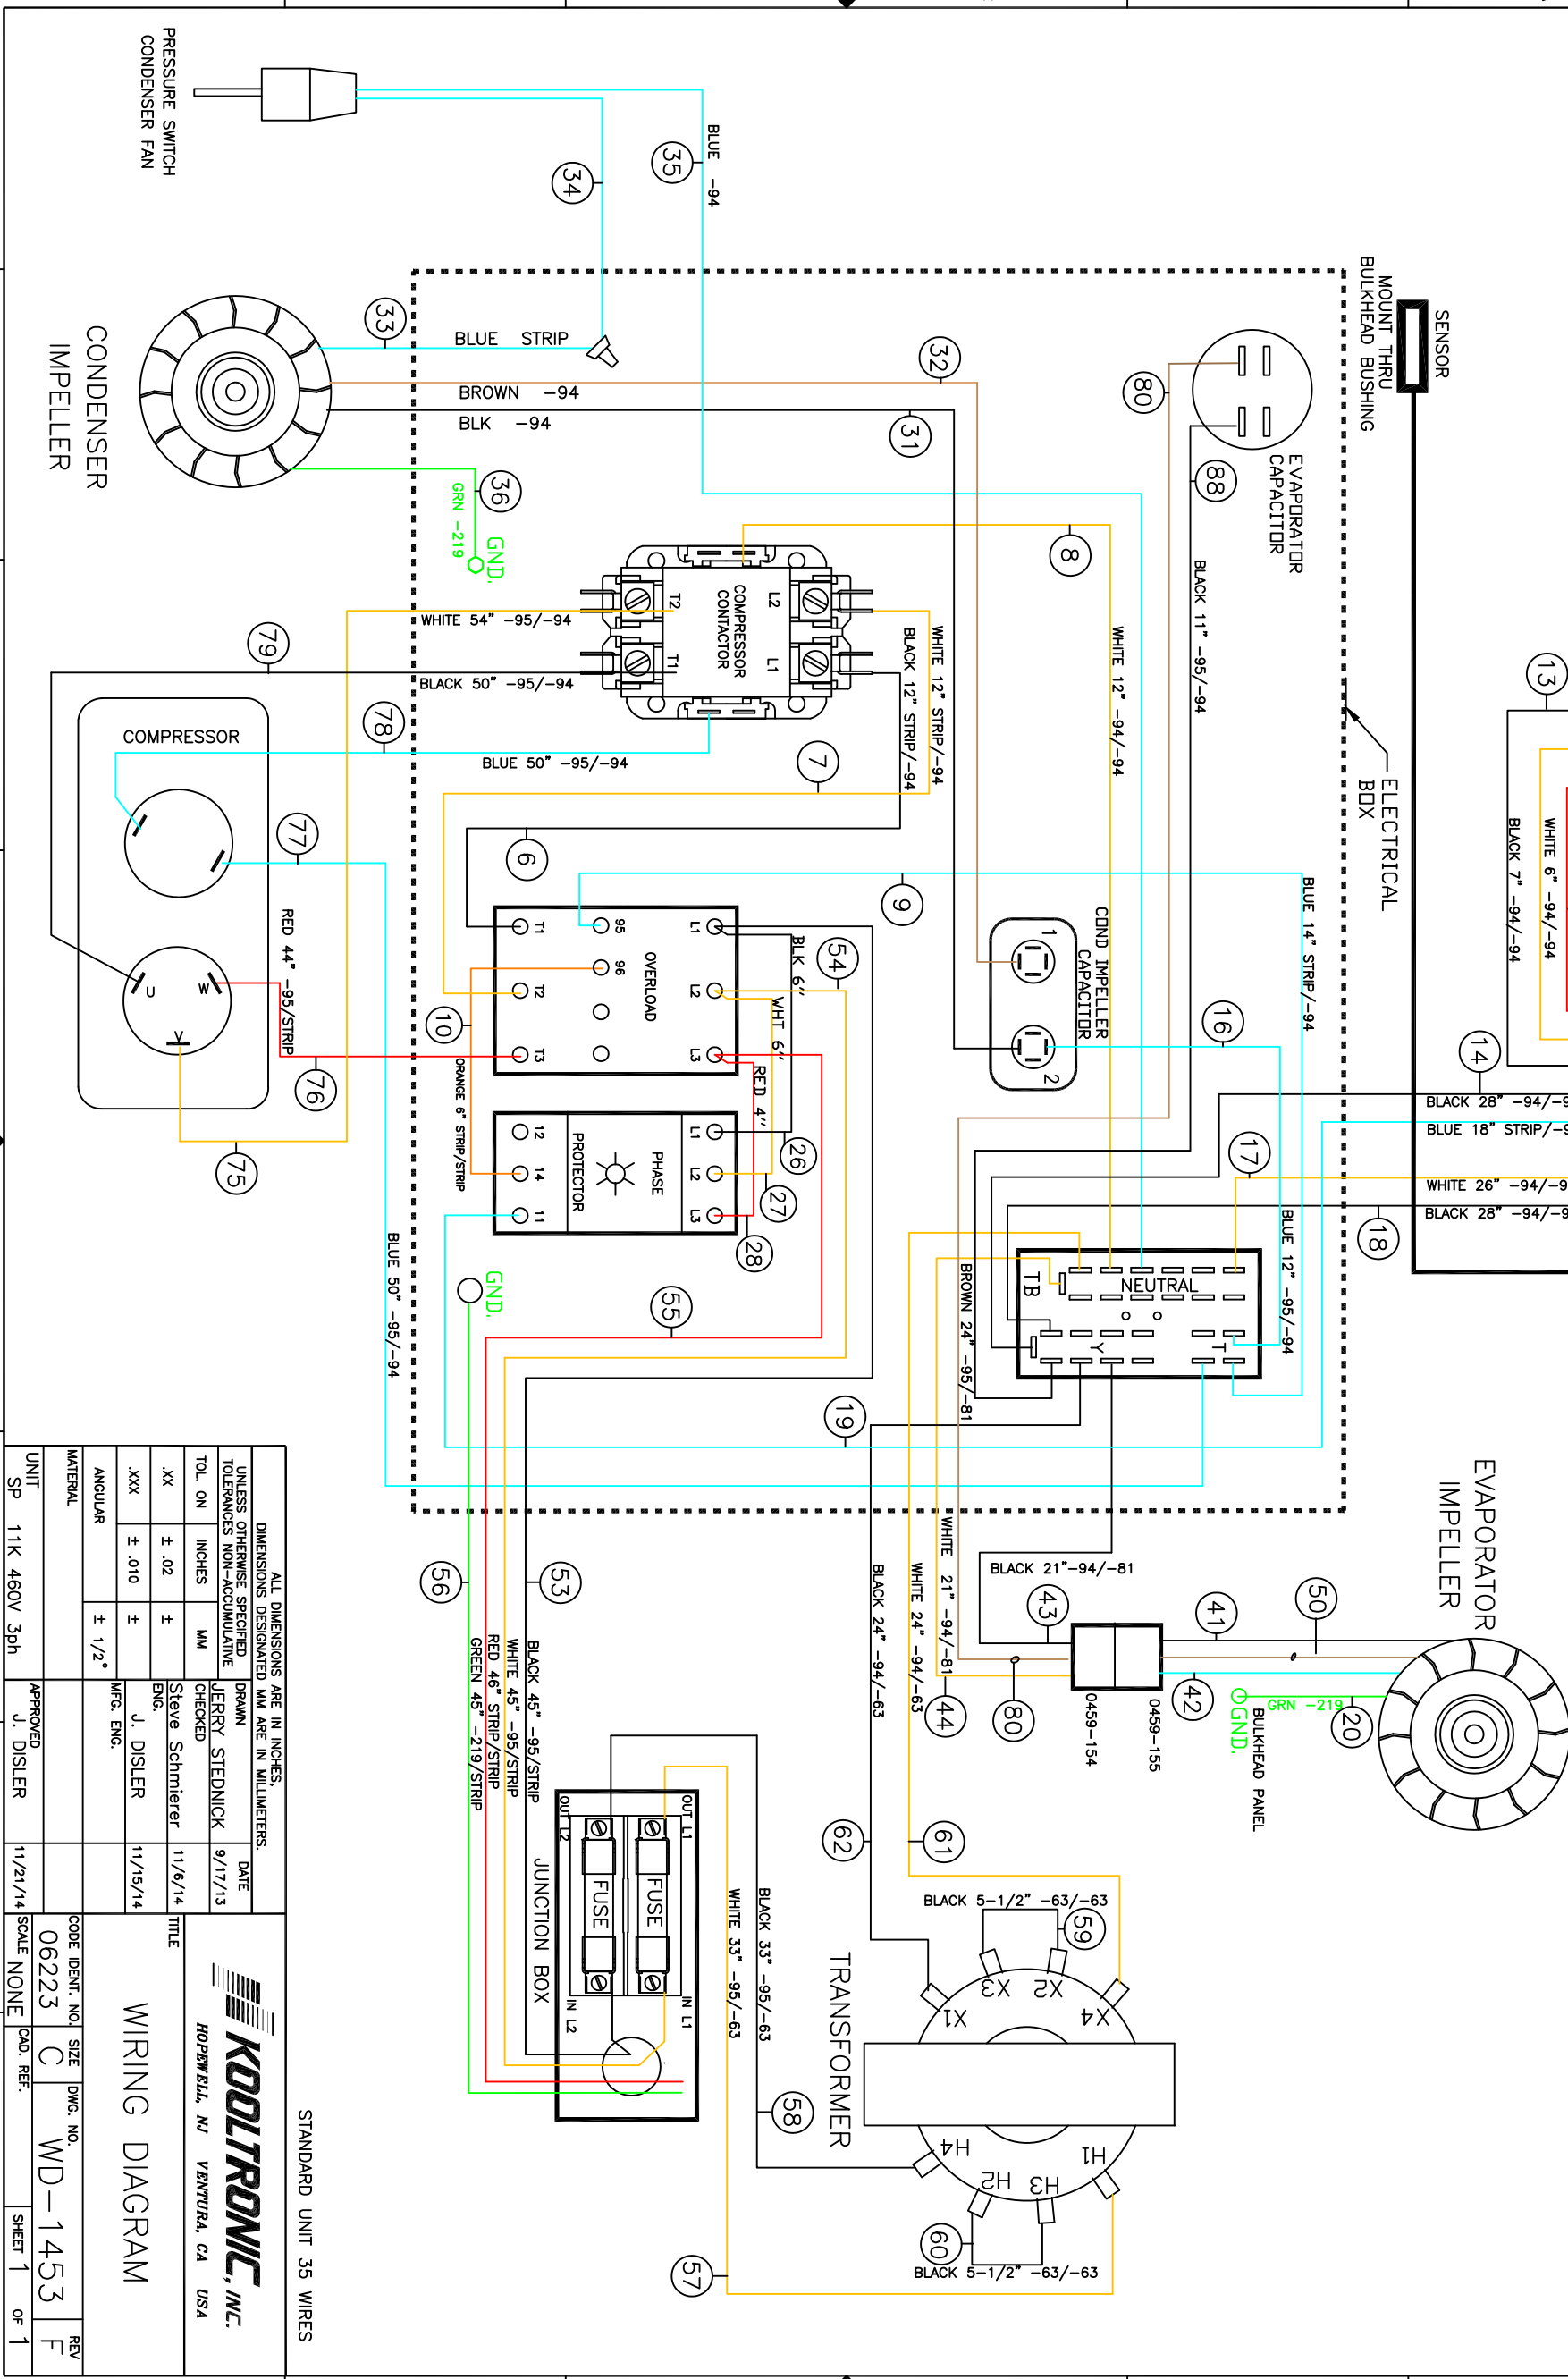 PRESSURE SWITCH
CONDENSER FAN
34
35
BLUE -94
SENSOR
MOUNT THRU
BULKHEAD BUSHING
CONDENSER
IMPELLER
33
BLUE STRIP
BROWN -94
BLK -94
32
31
36
GRN -219
GND.
80
88
EVAPORATOR
CAPACITOR
BLACK 11" -95/-94
8
WHITE 12" -94/-94
COMPRESSOR
CONTACTOR
L2
L1
T2
T1
WHITE 12" STRIP/-94
BLACK 12" STRIP/-94
WHITE 54" -95/-94
BLACK 50" -95/-94
79
78
BLUE 50" -95/-94
7
6
9
ELECTRICAL
BOX
13
WHITE 6" -94/-94
BLACK 7" -94/-94
COMPRESSOR
77
U
W
V
RED 44" -95/STRIP
76
75
OVERLOAD
T1
T2
T3
95
96
L1
L2
L3
BLK 6"
WHT 6"
RED 4"
54
10
ORANGE 6" STRIP/STRIP
COND IMPELLER
CAPACITOR
1
2
BLUE 14" STRIP/-94
16
14
BLACK 28" -94/-9
BLUE 18" STRIP/-9
17
WHITE 26" -94/-9
BLACK 28" -94/-9
18
PHASE
PROTECTOR
L1
L2
L3
12
14
11
26
27
28
GND.
55
BLUE 50" -95/-94
BLUE 12" -95/-94
BROWN 24" -95/-81
NEUTRAL
TB
Y
T
19
EVAPORATOR
IMPELLER
53
56
BLACK 45" -95/STRIP
WHITE 45" -95/STRIP
RED 46" STRIP/STRIP
GREEN 45" -219/STRIP
BLACK 21"-94/-81
WHITE 21" -94/-81
WHITE 24" -94/-63
BLACK 24" -94/-63
43
44
80
41
50
42
20
GRN -219
GND.
BULKHEAD PANEL
0459-155
0459-154
61
62
JUNCTION BOX
OUT L1
OUT L2
FUSE
FUSE
IN L1
IN L2
BLACK 33" -95/-63
WHITE 33" -95/-63
58
57
BLACK 5-1/2" -63/-63
59
TRANSFORMER
X1
X3
X2
X4
H4
H2
H3
H1
60
BLACK 5-1/2" -63/-63
STANDARD UNIT 35 WIRES
ALL DIMENSIONS ARE IN INCHES,
DIMENSIONS DESIGNATED MM ARE IN MILLIMETERS.
UNLESS OTHERWISE SPECIFIED
TOLERANCES NON-ACCUMULATIVE
TOL. ON INCHES MM
.XX ± .02 ±
.XXX ± .010 ±
ANGULAR ± 1/2°
MATERIAL
UNIT
SP 11K 460V 3ph
DRAWN DATE
JERRY STEDNICK 9/17/13
CHECKED
Steve Schmierer 11/6/14
ENG.
J. DISLER 11/15/14
MFG. ENG.
APPROVED
J. DISLER 11/21/14
KOOLTRONIC, INC.
HOPEWELL, NJ VENTURA, CA USA
TITLE
WIRING DIAGRAM
CODE IDENT. NO. SIZE DWG. NO. REV
06223 C WD-1453 F
SCALE NONE CAD. REF. SHEET 1 OF 1